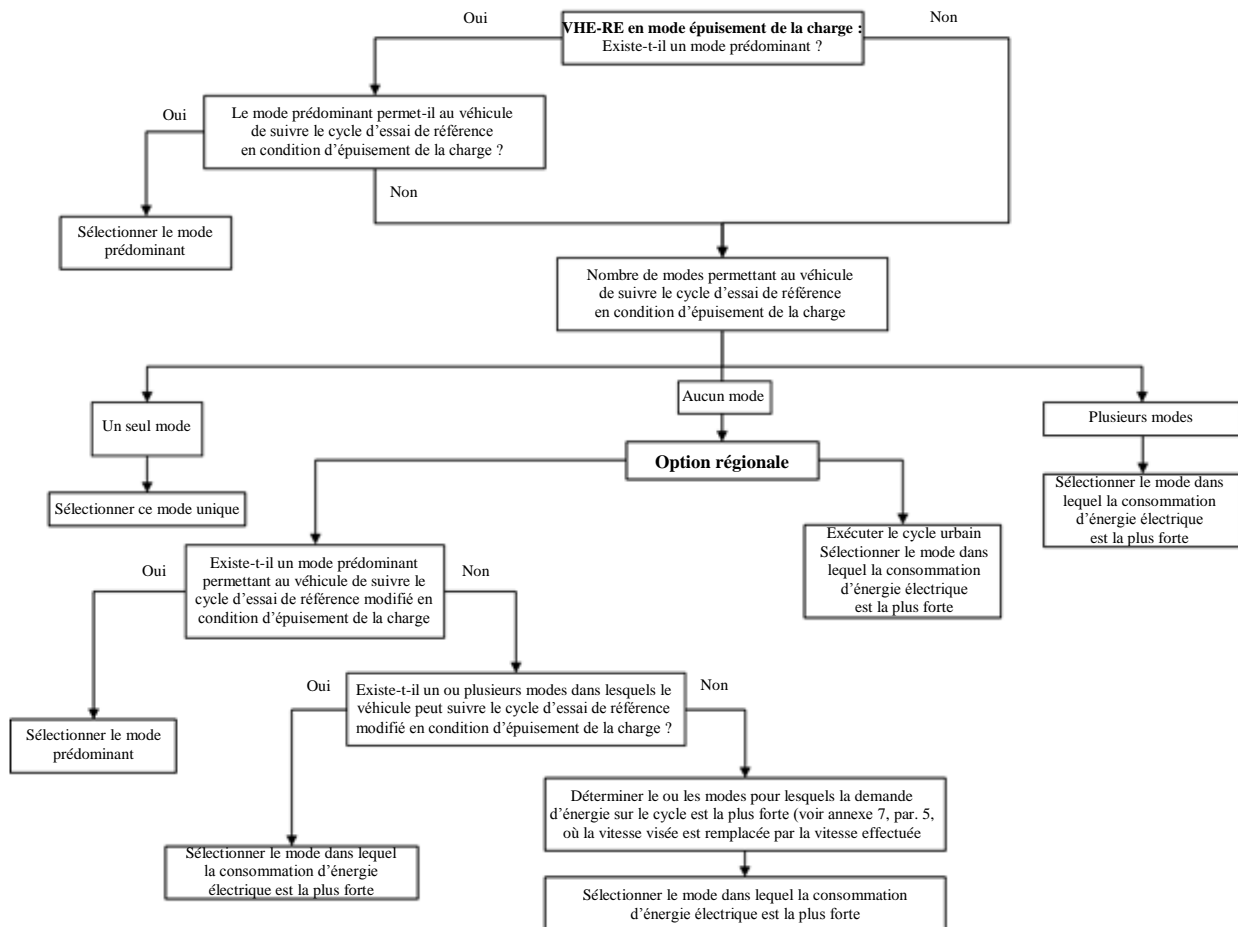 Oui
VHE-RE en mode épuisement de la charge :
Existe-t-il un mode prédominant ?
Non
Oui
Le mode prédominant permet-il au véhicule
de suivre le cycle d'essai de référence
en condition d'épuisement de la charge ?
Non
Sélectionner le mode
prédominant
Nombre de modes permettant au véhicule
de suivre le cycle d'essai de référence
en condition d'épuisement de la charge
Un seul mode
Aucun mode
Plusieurs modes
Sélectionner ce mode unique
Option régionale
Sélectionner le mode dans
lequel la consommation
d'énergie électrique
est la plus forte
Exécuter le cycle urbain
Sélectionner le mode dans
lequel la consommation
d'énergie électrique
est la plus forte
Oui
Existe-t-il un mode prédominant
permettant au véhicule de suivre le
cycle d'essai de référence modifié en
condition d'épuisement de la charge
Non
Sélectionner le mode
prédominant
Oui
Existe-t-il un ou plusieurs modes dans lesquels le
véhicule peut suivre le cycle d'essai de référence
modifié en condition d'épuisement de la charge ?
Non
Sélectionner le mode dans lequel
la consommation d'énergie
électrique est la plus forte
Déterminer le ou les modes pour lesquels la demande
d'énergie sur le cycle est la plus forte (voir annexe 7, par. 5,
où la vitesse visée est remplacée par la vitesse effectuée
Sélectionner le mode dans lequel la consommation
d'énergie électrique est la plus forte